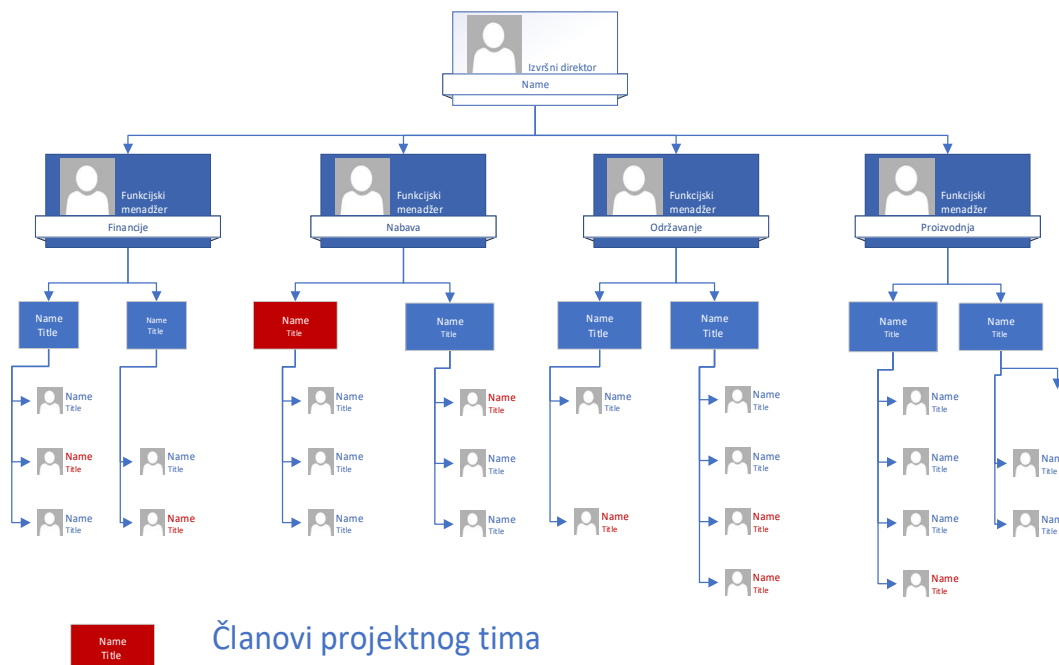 Izvršni direktor
Name
Funkcijski
menadžer
Financije
Funkcijski
menadžer
Nabava
Funkcijski
menadžer
Održavanje
Funkcijski
menadžer
Proizvodnja
Name
Title
Name
Title
Name
Title
Name
Title
Name
Title
Name
Title
Name
Title
Name
Title
Name
Title
Name
Title
Name
Title
Name
Title
Name
Title
Name
Title
Name
Title
Name
Title
Name
Title
Name
Title
Name
Title
Name
Title
Name
Title
Name
Title
Name
Title
Name
Title
Name
Title
Name
Title
Name
Title
Name
Title
Name
Title
Name
Title
Name
Title
Članovi projektnog tima